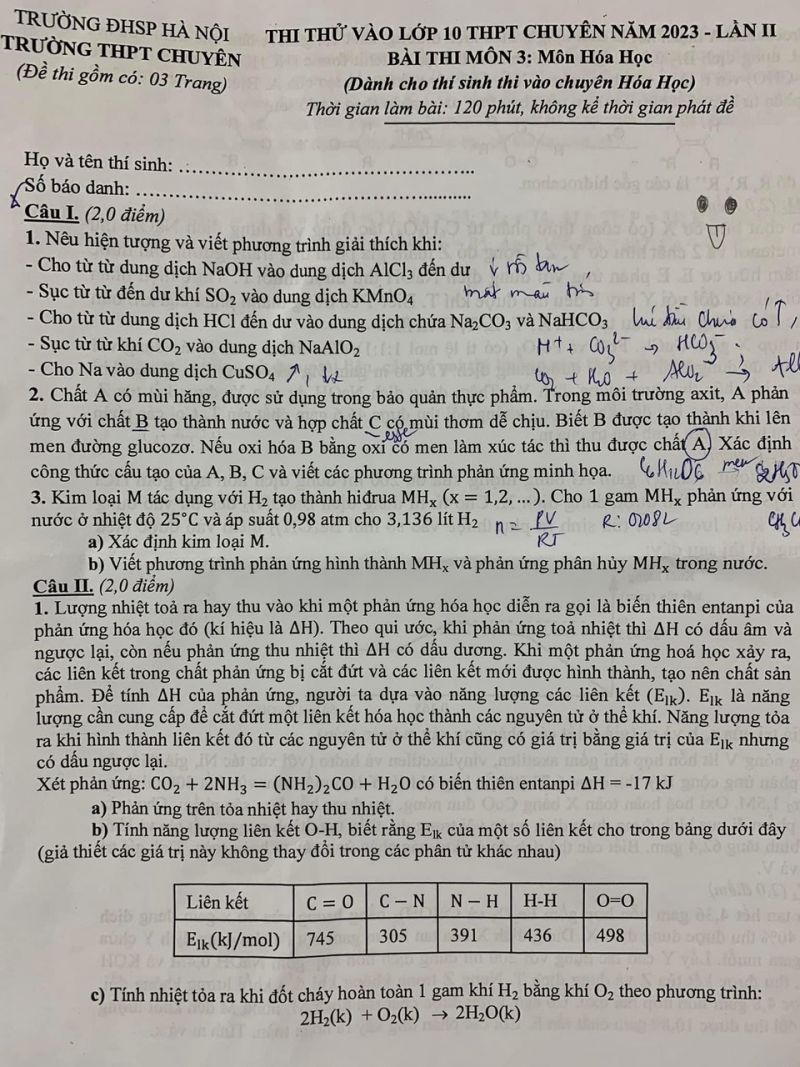 TRƯỜNG ĐHSP HÀ NỘI
TRƯỜNG THPT CHUYÊN
(Đề thi gồm có: 03 Trang)
THI THỬ VÀO LỚP 10 THPT CHUYÊN NĂM 2023 - LẦN II
BÀI THI MÔN 3: Môn Hóa Học
(Dành cho thí sinh thi vào chuyên Hóa Học)
Thời gian làm bài: 120 phút, không kể thời gian phát đề
Họ và tên thí sinh: ................................................
Số báo danh: ......................................................
Câu I. (2,0 điểm)
1. Nêu hiện tượng và viết phương trình giải thích khi:
- Cho từ từ dung dịch NaOH vào dung dịch AlCl₃ đến dư ↓ rồi tan
- Sục từ từ đến dư khí SO₂ vào dung dịch KMnO₄ mất màu tím
- Cho từ từ dung dịch HCl đến dư vào dung dịch chứa Na₂CO₃ và NaHCO₃ lúc đầu chưa có ↑,
- Sục từ từ khí CO₂ vào dung dịch NaAlO₂ H⁺ + CO₃²⁻ → HCO₃⁻
- Cho Na vào dung dịch CuSO₄ ↑, ↓ CO₂ + H₂O + AlO₂⁻ →
2. Chất A có mùi hăng, được sử dụng trong bảo quản thực phẩm. Trong môi trường axit, A phản
ứng với chất B tạo thành nước và hợp chất C có mùi thơm dễ chịu. Biết B được tạo thành khi lên
este
men đường glucozơ. Nếu oxi hóa B bằng oxi có men làm xúc tác thì thu được chất A. Xác định
công thức cấu tạo của A, B, C và viết các phương trình phản ứng minh họa. C₆H₁₂O₆ men
3. Kim loại M tác dụng với H₂ tạo thành hiđrua MHₓ (x = 1,2, ...). Cho 1 gam MHₓ phản ứng với
nước ở nhiệt độ 25°C và áp suất 0,98 atm cho 3,136 lít H₂ n = PV/RT R: 0,082
a) Xác định kim loại M.
b) Viết phương trình phản ứng hình thành MHₓ và phản ứng phân hủy MHₓ trong nước.
Câu II. (2,0 điểm)
1. Lượng nhiệt toả ra hay thu vào khi một phản ứng hóa học diễn ra gọi là biến thiên entanpi của
phản ứng hóa học đó (kí hiệu là ΔH). Theo qui ước, khi phản ứng toả nhiệt thì ΔH có dấu âm và
ngược lại, còn nếu phản ứng thu nhiệt thì ΔH có dấu dương. Khi một phản ứng hoá học xảy ra,
các liên kết trong chất phản ứng bị cắt đứt và các liên kết mới được hình thành, tạo nên chất sản
phẩm. Để tính ΔH của phản ứng, người ta dựa vào năng lượng các liên kết (Eₗₖ). Eₗₖ là năng
lượng cần cung cấp để cắt đứt một liên kết hóa học thành các nguyên tử ở thể khí. Năng lượng tỏa
ra khi hình thành liên kết đó từ các nguyên tử ở thể khí cũng có giá trị bằng giá trị của Eₗₖ nhưng
có dấu ngược lại.
Xét phản ứng: CO₂ + 2NH₃ = (NH₂)₂CO + H₂O có biến thiên entanpi ΔH = -17 kJ
a) Phản ứng trên tỏa nhiệt hay thu nhiệt.
b) Tính năng lượng liên kết O-H, biết rằng Eₗₖ của một số liên kết cho trong bảng dưới đây
(giả thiết các giá trị này không thay đổi trong các phân tử khác nhau)
Liên kết C = O C − N N − H H-H O=O
Eₗₖ(kJ/mol) 745 305 391 436 498
c) Tính nhiệt tỏa ra khi đốt cháy hoàn toàn 1 gam khí H₂ bằng khí O₂ theo phương trình:
2H₂(k) + O₂(k) → 2H₂O(k)